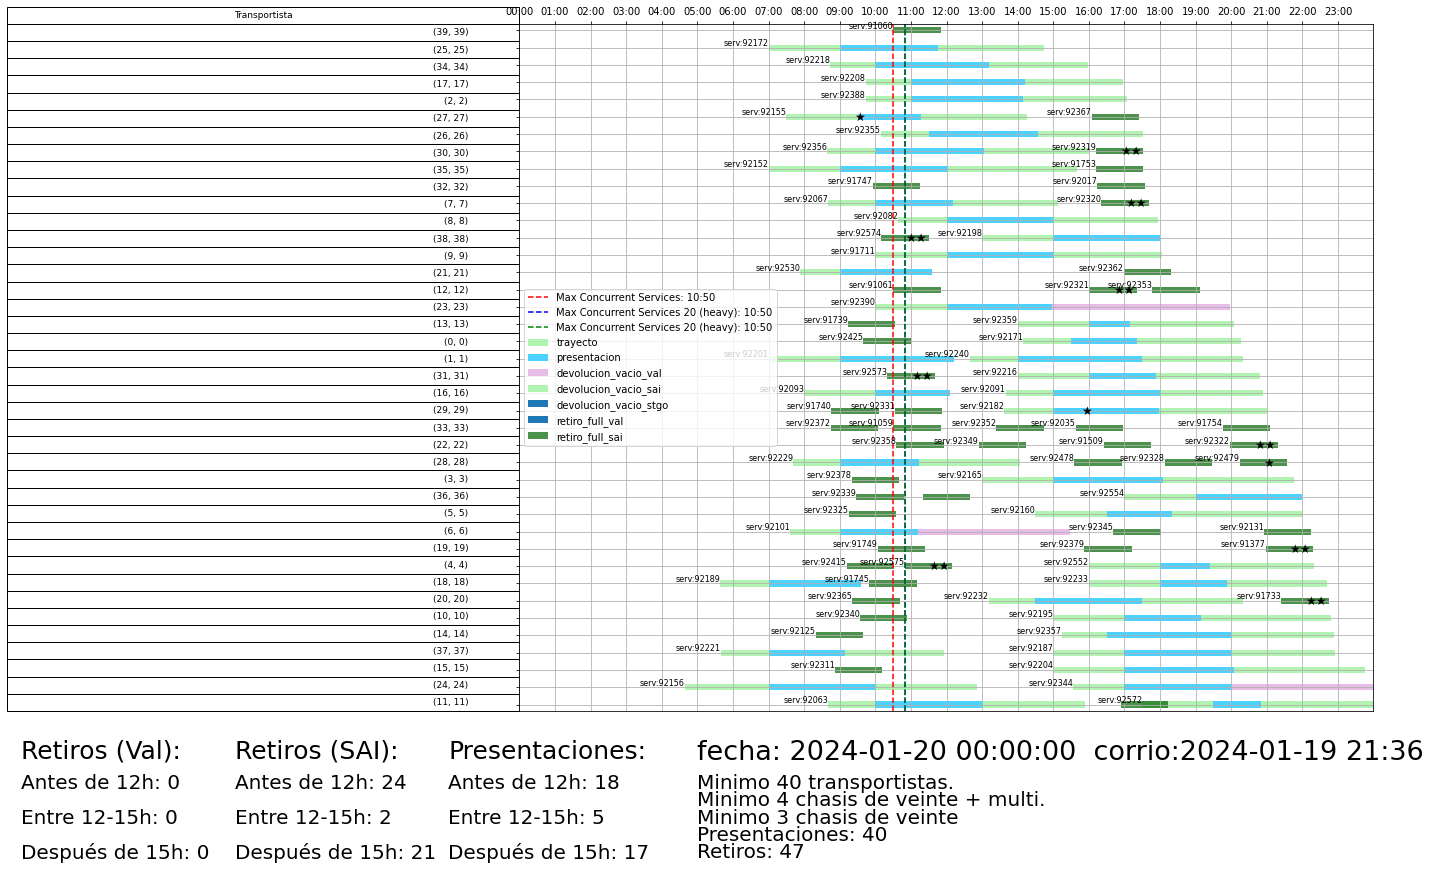 Transportista
00:00 01:00 02:00 03:00 04:00 05:00 06:00 07:00 08:00 09:00 10:00 11:00 12:00 13:00 14:00 15:00 16:00 17:00 18:00 19:00 20:00 21:00 22:00 23:00
(39, 39) serv:91060
(25, 25) serv:92172
(34, 34) serv:92218
(17, 17) serv:92208
(2, 2) serv:92388
(27, 27) serv:92155 serv:92367
(26, 26) serv:92355
(30, 30) serv:92356 serv:92319
(35, 35) serv:92152 serv:91753
(32, 32) serv:91747 serv:92017
(7, 7) serv:92067 serv:92320
(8, 8) serv:92082
(38, 38) serv:92574 serv:92198
(9, 9) serv:91711
(21, 21) serv:92530 serv:92362
(12, 12) serv:91061 serv:92321 serv:92353
(23, 23) serv:92390
(13, 13) serv:91739 serv:92359
(0, 0) serv:92425 serv:92171
(1, 1) serv:92201 serv:92240
(31, 31) serv:92573 serv:92216
(16, 16) serv:92093 serv:92091
(29, 29) serv:91740 serv:92331 serv:92182
(33, 33) serv:92372 serv:91059 serv:92352 serv:92035 serv:91754
(22, 22) serv:92358 serv:92349 serv:91509 serv:92322
(28, 28) serv:92229 serv:92478 serv:92328 serv:92479
(3, 3) serv:92378 serv:92165
(36, 36) serv:92339 serv:92554
(5, 5) serv:92325 serv:92160
(6, 6) serv:92101 serv:92345 serv:92131
(19, 19) serv:91749 serv:92379 serv:91377
(4, 4) serv:92415 serv:92575 serv:92552
(18, 18) serv:92189 serv:91745 serv:92233
(20, 20) serv:92365 serv:92232 serv:91733
(10, 10) serv:92340 serv:92195
(14, 14) serv:92125 serv:92357
(37, 37) serv:92221 serv:92187
(15, 15) serv:92311 serv:92204
(24, 24) serv:92156 serv:92344
(11, 11) serv:92063 serv:92572
Max Concurrent Services: 10:50
Max Concurrent Services 20 (heavy): 10:50
Max Concurrent Services 20 (heavy): 10:50
trayecto
presentacion
devolucion_vacio_val
devolucion_vacio_sai
devolucion_vacio_stgo
retiro_full_val
retiro_full_sai
Retiros (Val):
Antes de 12h: 0
Entre 12-15h: 0
Después de 15h: 0
Retiros (SAI):
Antes de 12h: 24
Entre 12-15h: 2
Después de 15h: 21
Presentaciones:
Antes de 12h: 18
Entre 12-15h: 5
Después de 15h: 17
fecha: 2024-01-20 00:00:00 corrio:2024-01-19 21:36
Minimo 40 transportistas.
Minimo 4 chasis de veinte + multi.
Minimo 3 chasis de veinte
Presentaciones: 40
Retiros: 47